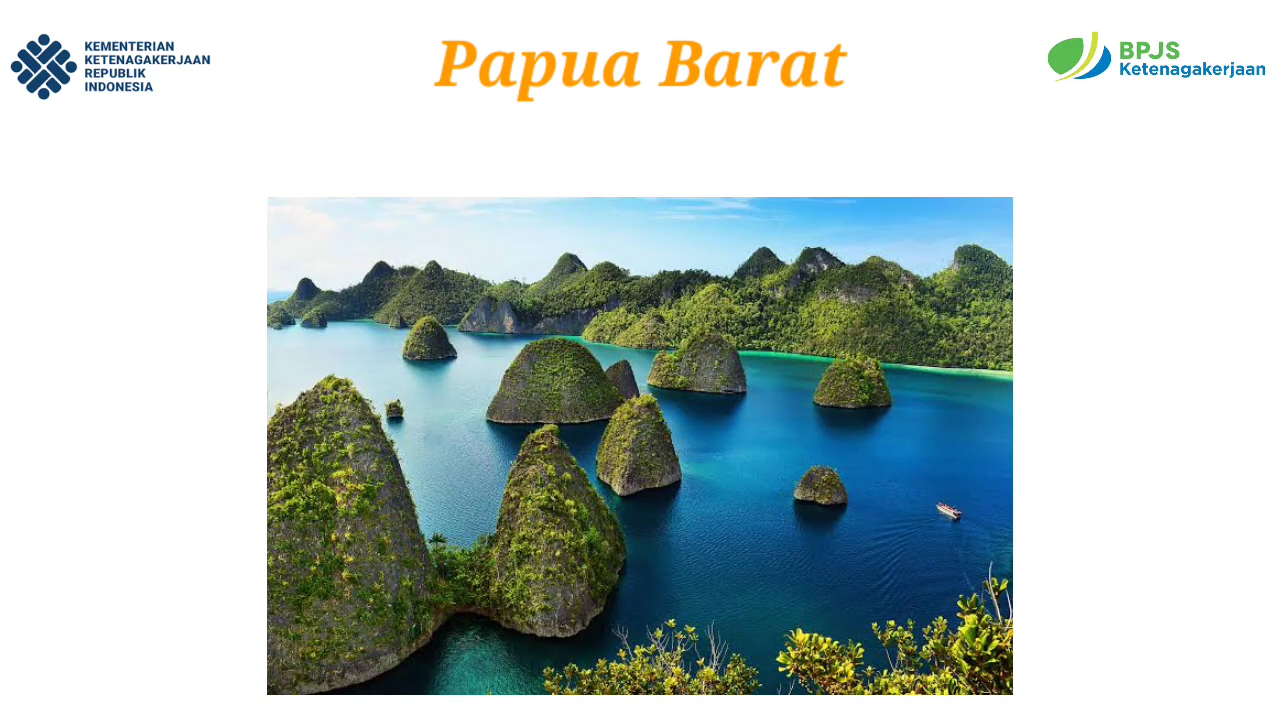 KEMENTERIAN
KETENAGAKERJAAN
REPUBLIK
INDONESIA
Papua Barat
BPJS
Ketenagakerjaan